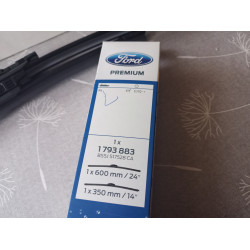 Ford
PREMIUM
1 x
1 793 883
1 x 600 mm / 24"
1 x 350 mm / 14"